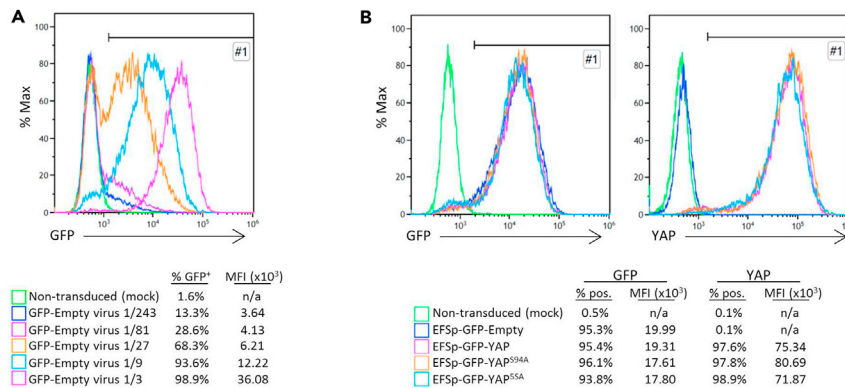 A
100
80
60
40
20
0
% Max
#1
10³
10⁴
10⁵
10⁶
GFP
% GFP⁺ MFI (x10³)
Non-transduced (mock) 1.6% n/a
GFP-Empty virus 1/243 13.3% 3.64
GFP-Empty virus 1/81 28.6% 4.13
GFP-Empty virus 1/27 68.3% 6.21
GFP-Empty virus 1/9 93.6% 12.22
GFP-Empty virus 1/3 98.9% 36.08
B
100
80
60
40
20
0
% Max
#1
10³
10⁴
10⁵
10⁶
GFP
100
80
60
40
20
0
#1
10³
10⁴
10⁵
10⁶
YAP
GFP YAP
% pos. MFI (x10³) % pos. MFI (x10³)
Non-transduced (mock) 0.5% n/a 0.1% n/a
EFSp-GFP-Empty 95.3% 19.99 0.1% n/a
EFSp-GFP-YAP 95.4% 19.31 97.6% 75.34
EFSp-GFP-YAPS94A 96.1% 17.61 97.8% 80.69
EFSp-GFP-YAP5SA 93.8% 17.80 98.9% 71.87